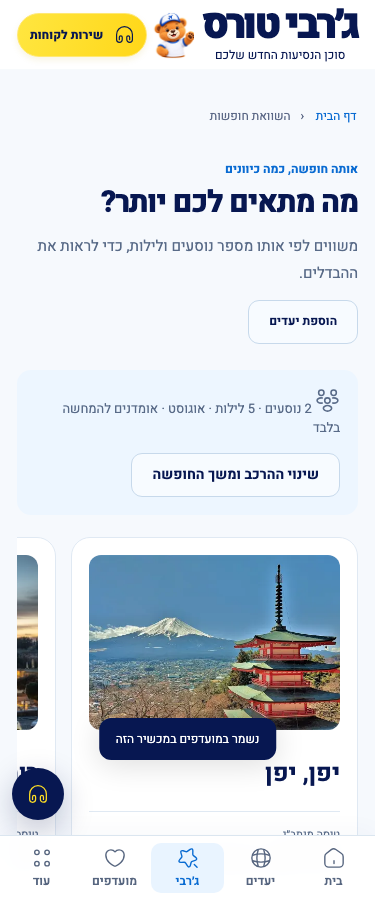 ג׳רבי טורס
סוכן הנסיעות החדש שלכם
שירות לקוחות
דף הבית › השוואת חופשות
אותה חופשה, כמה כיוונים
מה מתאים לכם יותר?
משווים לפי אותו מספר נוסעים ולילות, כדי לראות את
ההבדלים.
הוספת יעדים
2 נוסעים · 5 לילות · אוגוסט · אומדנים להמחשה
בלבד
שינוי ההרכב ומשך החופשה
נשמר במועדפים במכשיר הזה
יפן, יפן
בית
יעדים
ג׳רבי
מועדפים
עוד